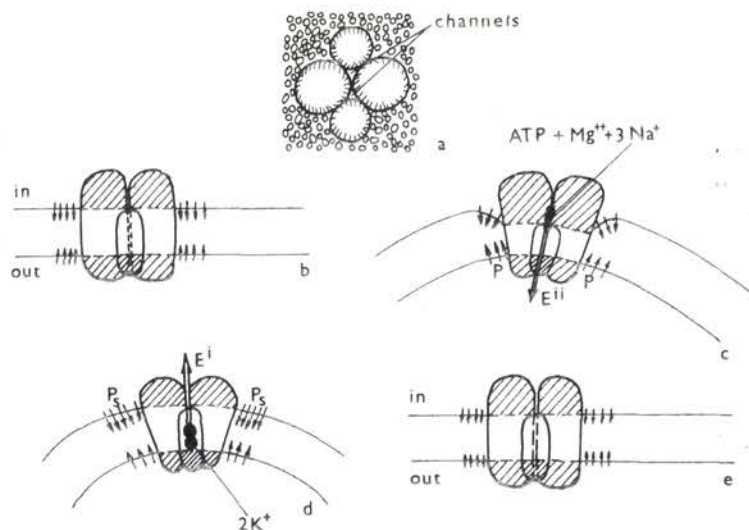 channels
a
ATP + Mg⁺⁺+3 Na⁺
in
out
b
P
P
Eⁱⁱ
c
Eⁱ
Pₛ
Pₛ
2K⁺
d
in
out
e